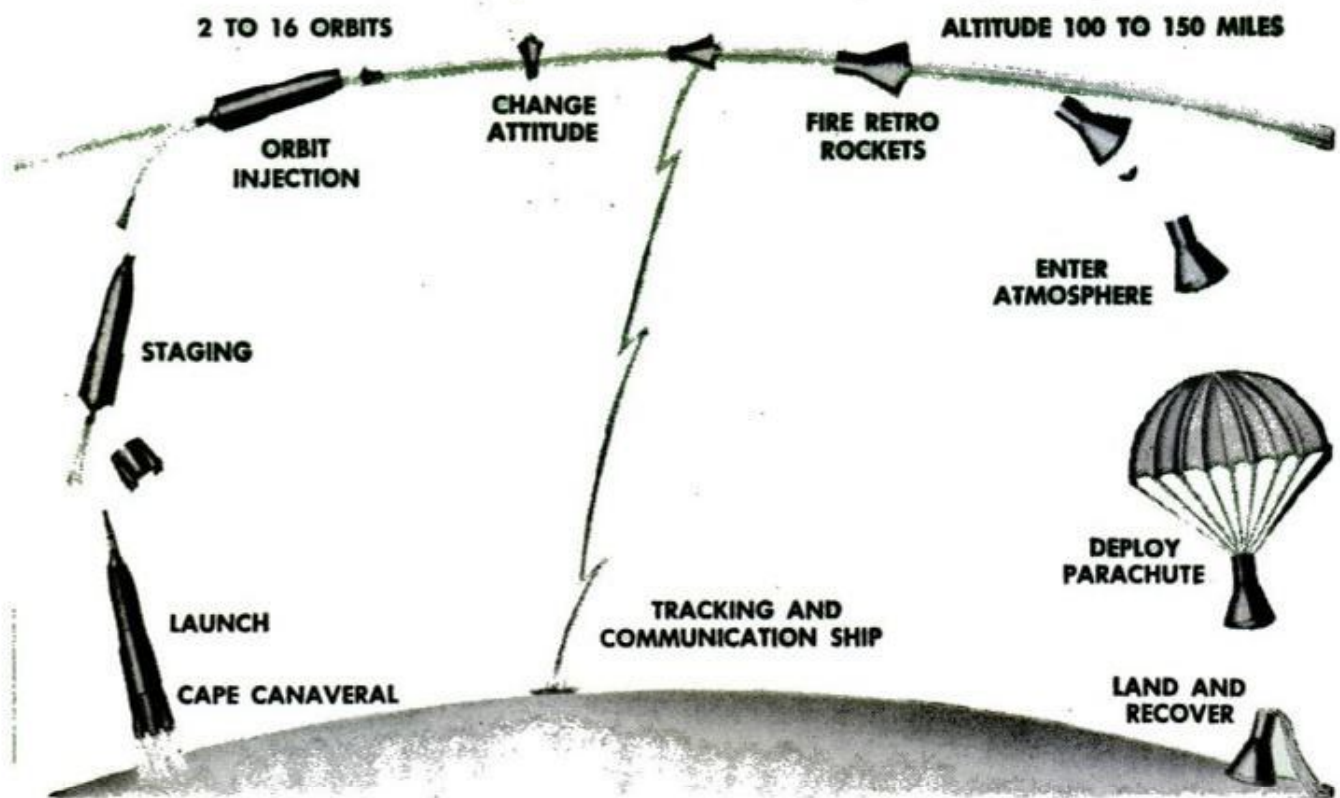 2 TO 16 ORBITS
ALTITUDE 100 TO 150 MILES
CHANGE
ATTITUDE
FIRE RETRO
ROCKETS
ORBIT
INJECTION
ENTER
ATMOSPHERE
STAGING
DEPLOY
PARACHUTE
LAUNCH
TRACKING AND
COMMUNICATION SHIP
CAPE CANAVERAL
LAND AND
RECOVER